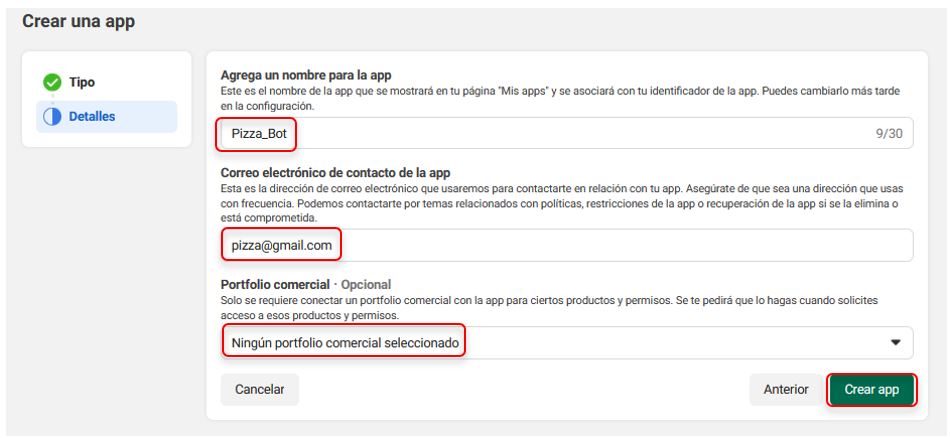 Crear una app
Tipo
Detalles
Agrega un nombre para la app
Este es el nombre de la app que se mostrará en tu página "Mis apps" y se asociará con tu identificador de la app. Puedes cambiarlo más tarde
en la configuración.
Pizza_Bot
9/30
Correo electrónico de contacto de la app
Esta es la dirección de correo electrónico que usaremos para contactarte en relación con tu app. Asegúrate de que sea una dirección que usas
con frecuencia. Podemos contactarte por temas relacionados con políticas, restricciones de la app o recuperación de la app si se la elimina o
está comprometida.
pizza@gmail.com
Portfolio comercial · Opcional
Solo se requiere conectar un portfolio comercial con la app para ciertos productos y permisos. Se te pedirá que lo hagas cuando solicites
acceso a esos productos y permisos.
Ningún portfolio comercial seleccionado
Cancelar
Anterior
Crear app